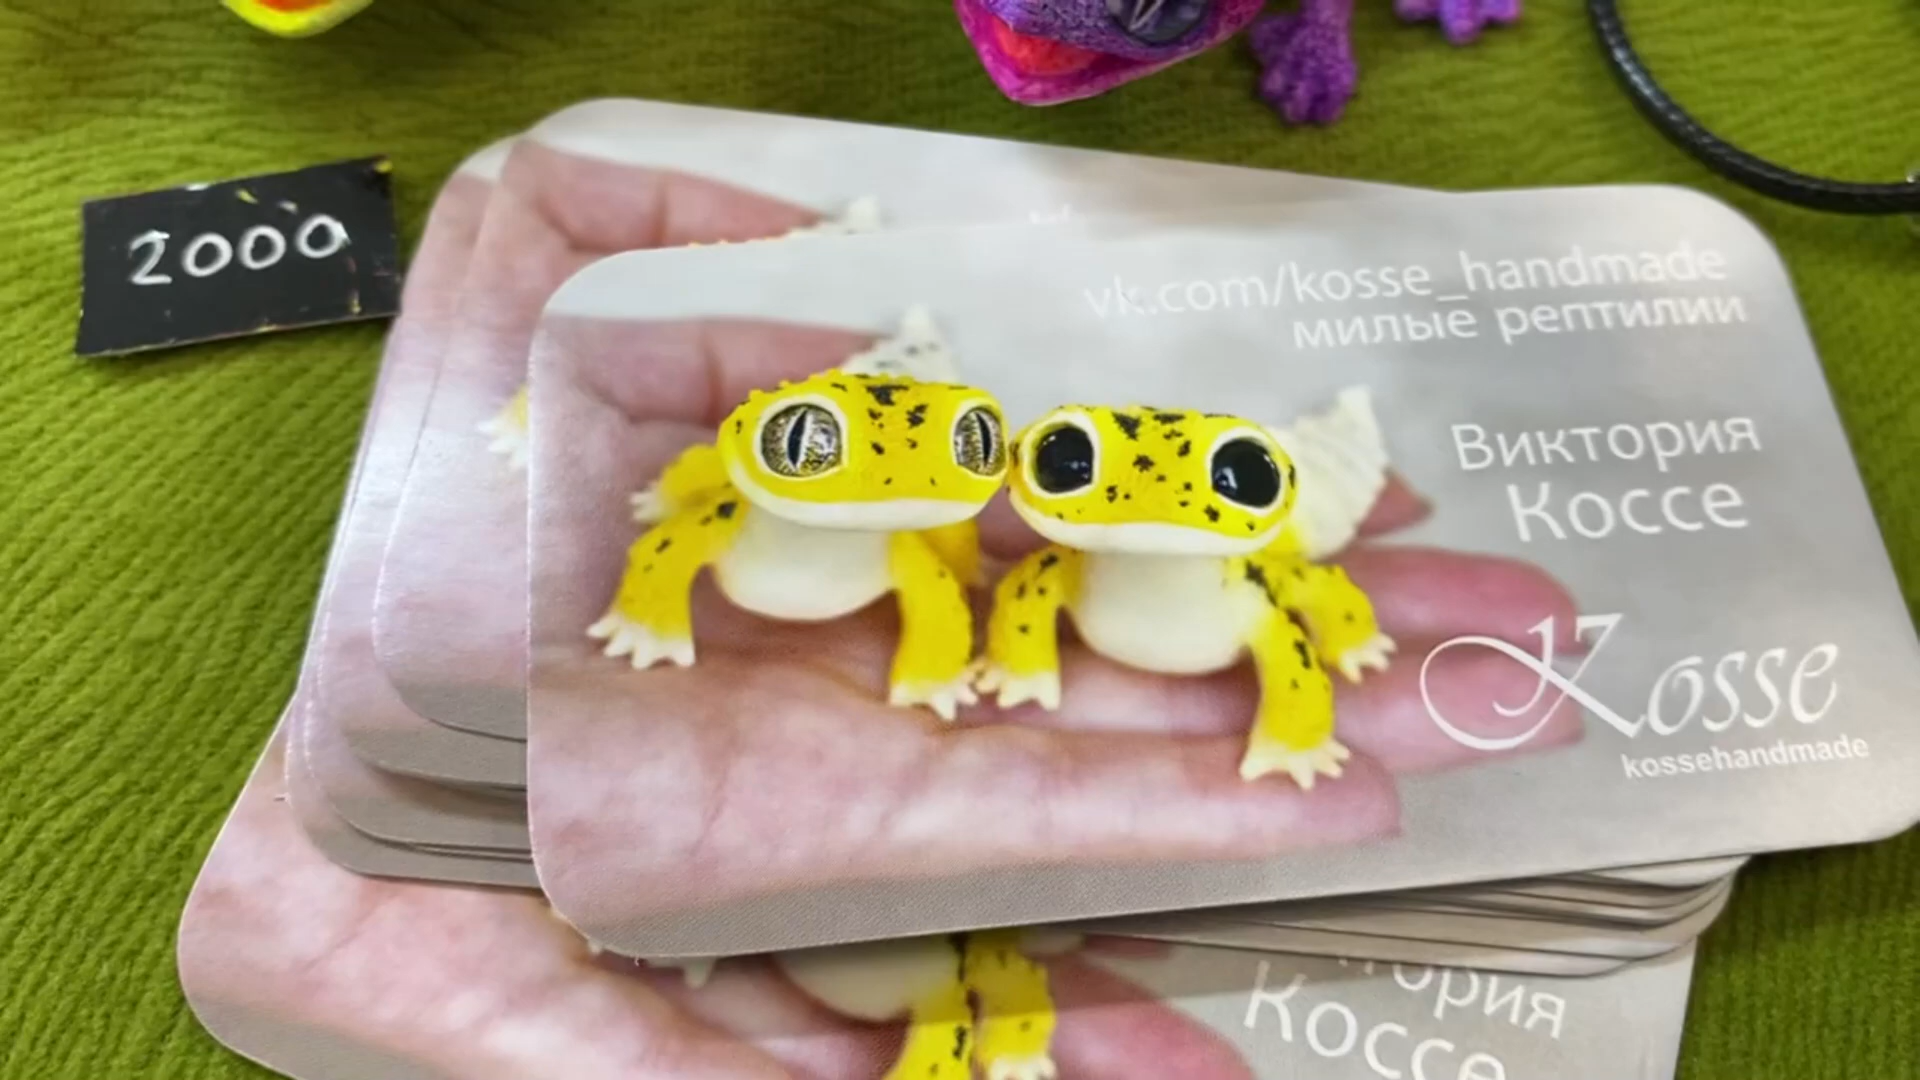 2000
vk.com/kosse_handmade
милые рептилии
Виктория
Коссе
Kosse
kossehandmade
Коссе